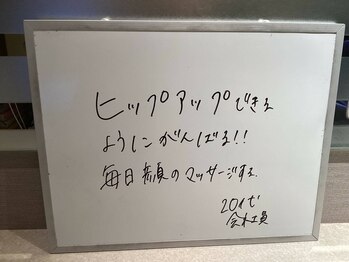 ヒップアップできる
ようにがんばる!!
毎日顔のマッサージする
20代
会社員